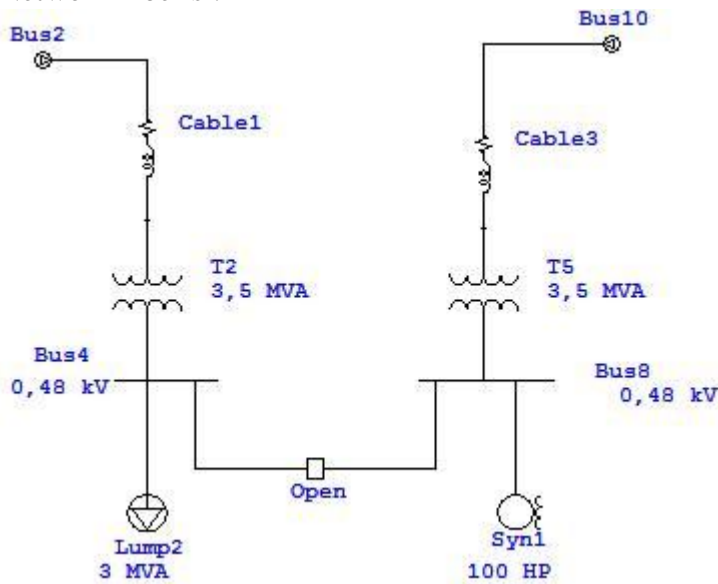 Bus2
Bus10
Cable1
Cable3
T2
3,5 MVA
T5
3,5 MVA
Bus4
0,48 kV
Bus8
0,48 kV
Open
Lump2
3 MVA
Syn1
100 HP